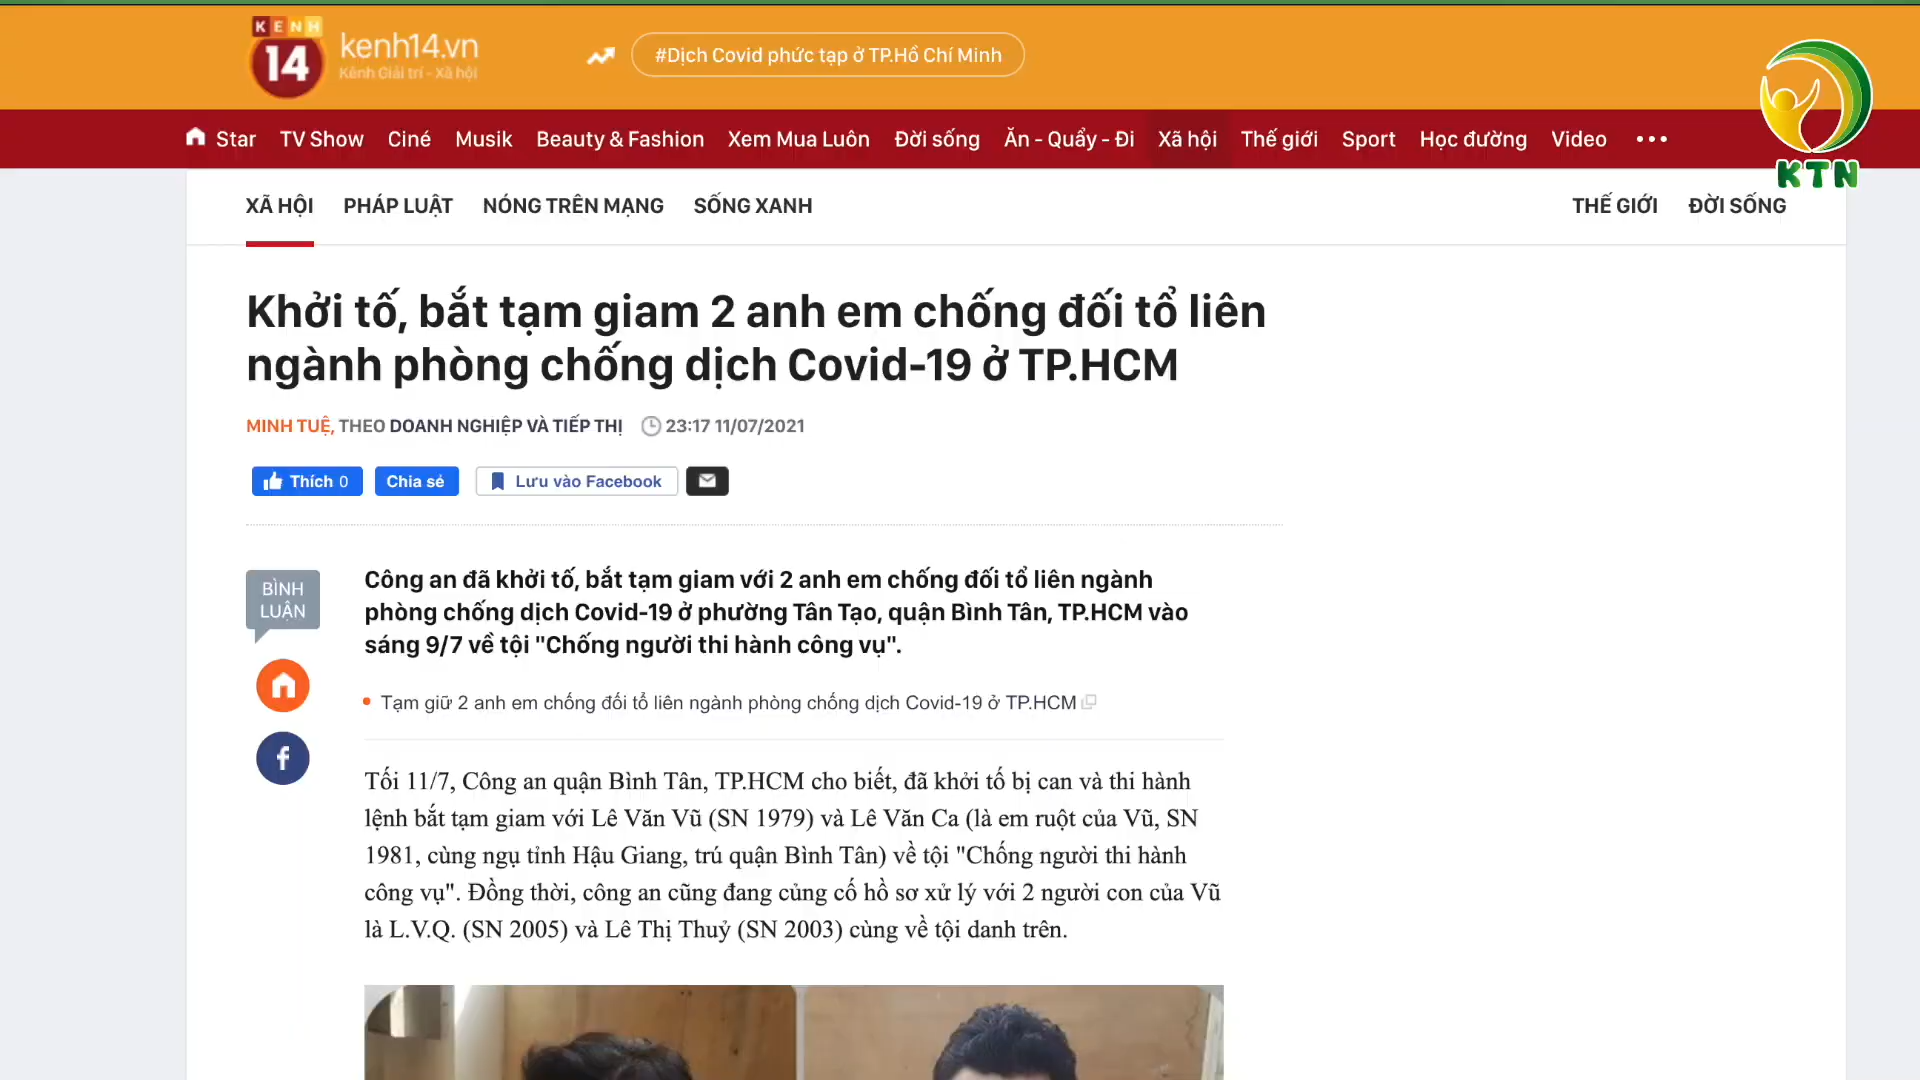 KENH
14
kenh14.vn
Kênh Giải trí - Xã hội
#Dịch Covid phức tạp ở TP.Hồ Chí Minh
KTN
Star TV Show Ciné Musik Beauty & Fashion Xem Mua Luôn Đời sống Ăn - Quẩy - Đi Xã hội Thế giới Sport Học đường Video
XÃ HỘI PHÁP LUẬT NÓNG TRÊN MẠNG SỐNG XANH THẾ GIỚI ĐỜI SỐNG
Khởi tố, bắt tạm giam 2 anh em chống đối tổ liên
ngành phòng chống dịch Covid-19 ở TP.HCM
MINH TUỆ, THEO DOANH NGHIỆP VÀ TIẾP THỊ 23:17 11/07/2021
Thích 0 Chia sẻ Lưu vào Facebook
BÌNH
LUẬN
Công an đã khởi tố, bắt tạm giam với 2 anh em chống đối tổ liên ngành
phòng chống dịch Covid-19 ở phường Tân Tạo, quận Bình Tân, TP.HCM vào
sáng 9/7 về tội "Chống người thi hành công vụ".
Tạm giữ 2 anh em chống đối tổ liên ngành phòng chống dịch Covid-19 ở TP.HCM
Tối 11/7, Công an quận Bình Tân, TP.HCM cho biết, đã khởi tố bị can và thi hành
lệnh bắt tạm giam với Lê Văn Vũ (SN 1979) và Lê Văn Ca (là em ruột của Vũ, SN
1981, cùng ngụ tỉnh Hậu Giang, trú quận Bình Tân) về tội "Chống người thi hành
công vụ". Đồng thời, công an cũng đang củng cố hồ sơ xử lý với 2 người con của Vũ
là L.V.Q. (SN 2005) và Lê Thị Thuỷ (SN 2003) cùng về tội danh trên.